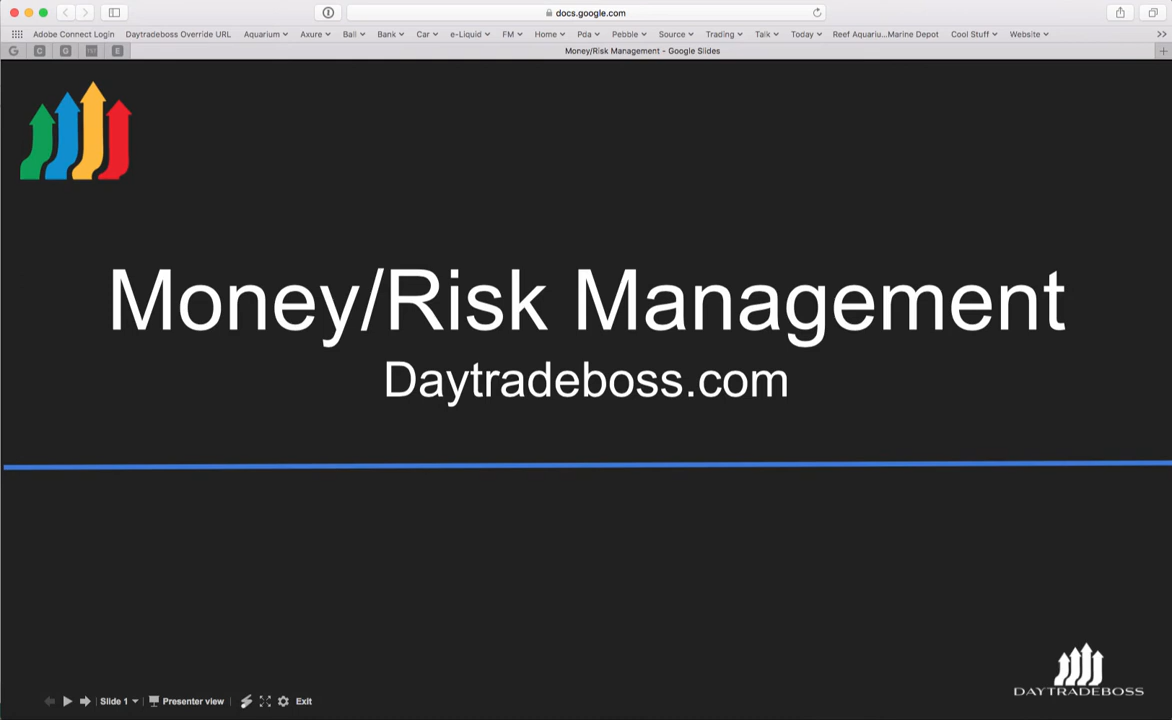 docs.google.com
Adobe Connect Login Daytradeboss Override URL Aquarium Axure Ball Bank Car e-Liquid FM Home Pda Pebble Source Trading Talk Today Reef Aquariu...Marine Depot Cool Stuff Website
G C G E Money/Risk Management - Google Slides
Money/Risk Management
Daytradeboss.com
DAYTRADEBOSS
Slide 1 Presenter view Exit